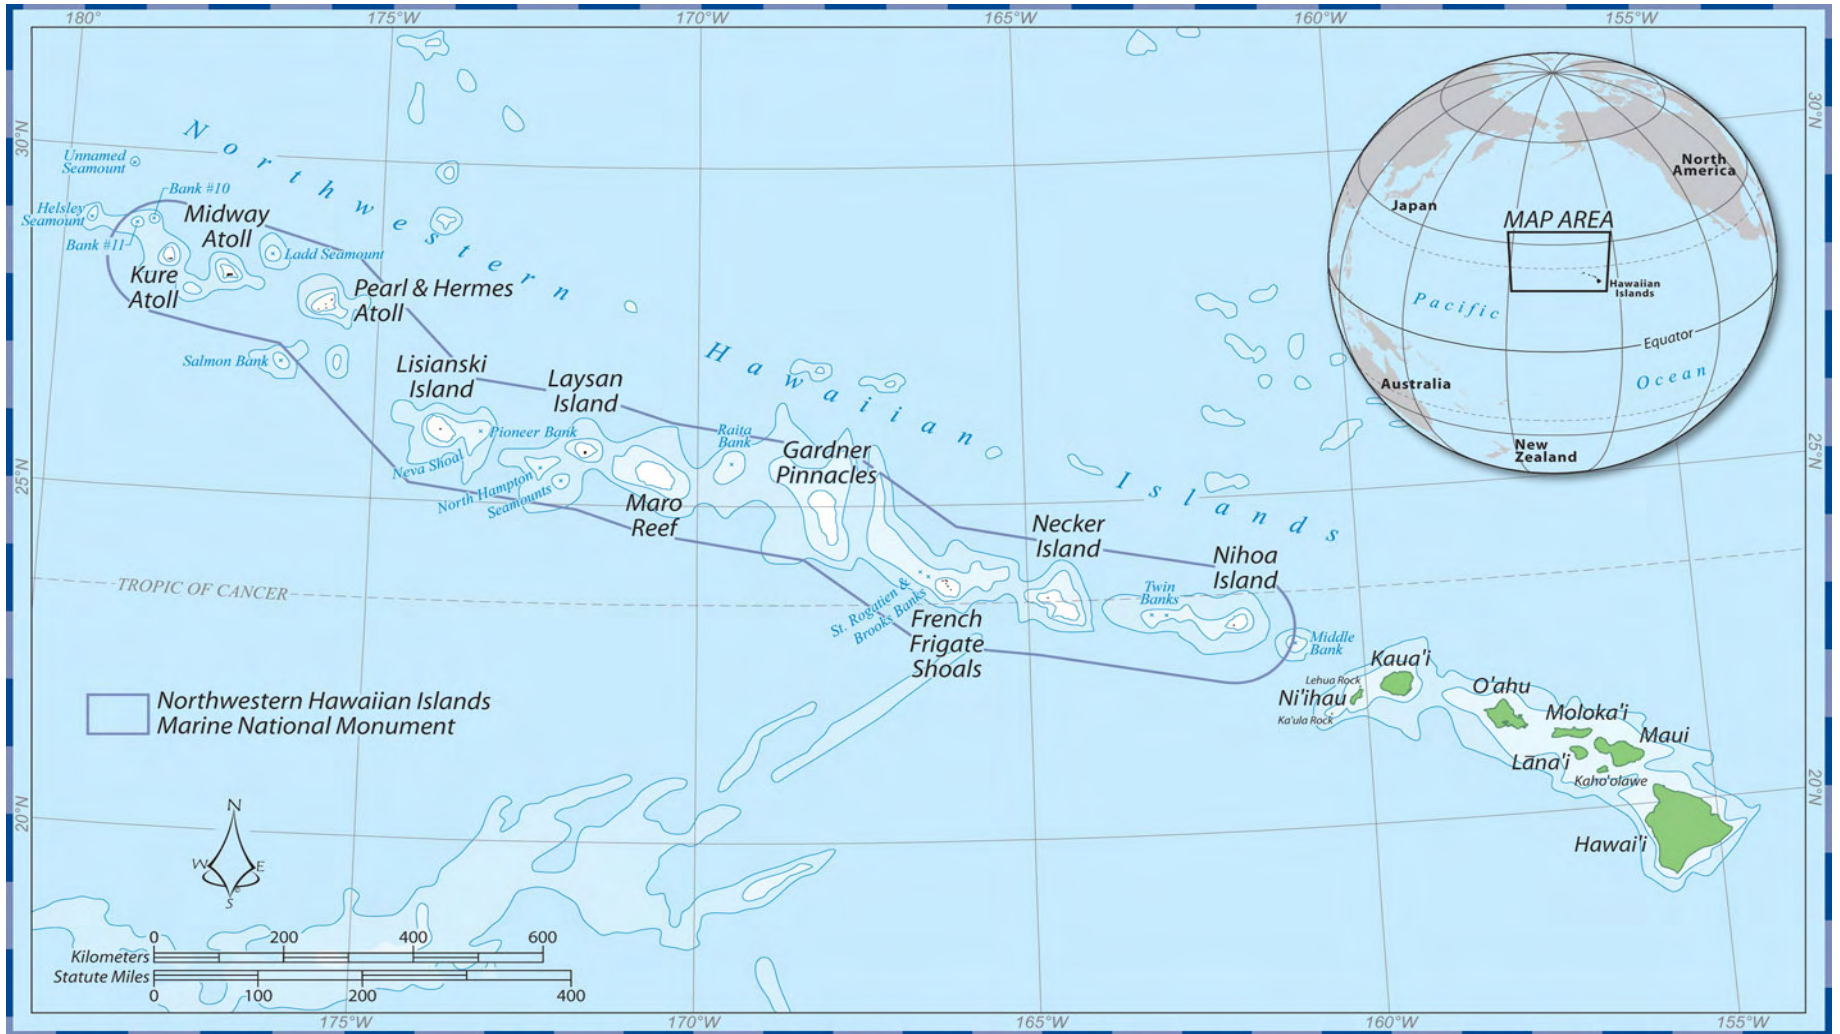 180°
175°W
170°W
165°W
160°W
155°W
30°N
30°N
25°N
25°N
20°N
20°N
Northwestern
Hawaiian
Islands
Unnamed
Seamount
Bank #10
Helsley
Seamount
Bank #11
Midway
Atoll
Ladd Seamount
Kure
Atoll
Pearl & Hermes
Atoll
Salmon Bank
Lisianski
Island
Laysan
Island
Pioneer Bank
Neva Shoal
North Hampton
Seamounts
Raita
Bank
Maro
Reef
Gardner
Pinnacles
Necker
Island
Nihoa
Island
Twin
Banks
St. Rogatien &
Brooks Banks
French
Frigate
Shoals
Middle
Bank
TROPIC OF CANCER
Kaua'i
Lehua Rock
Ni'ihau
Ka'ula Rock
O'ahu
Moloka'i
Maui
Lāna'i
Kaho'olawe
Hawai'i
North
America
Japan
MAP AREA
Hawaiian
Islands
Pacific
Equator
Ocean
Australia
New
Zealand
Northwestern Hawaiian Islands
Marine National Monument
N
W
E
S
0 200 400 600
Kilometers
Statute Miles
0 100 200 400
175°W
170°W
165°W
160°W
155°W